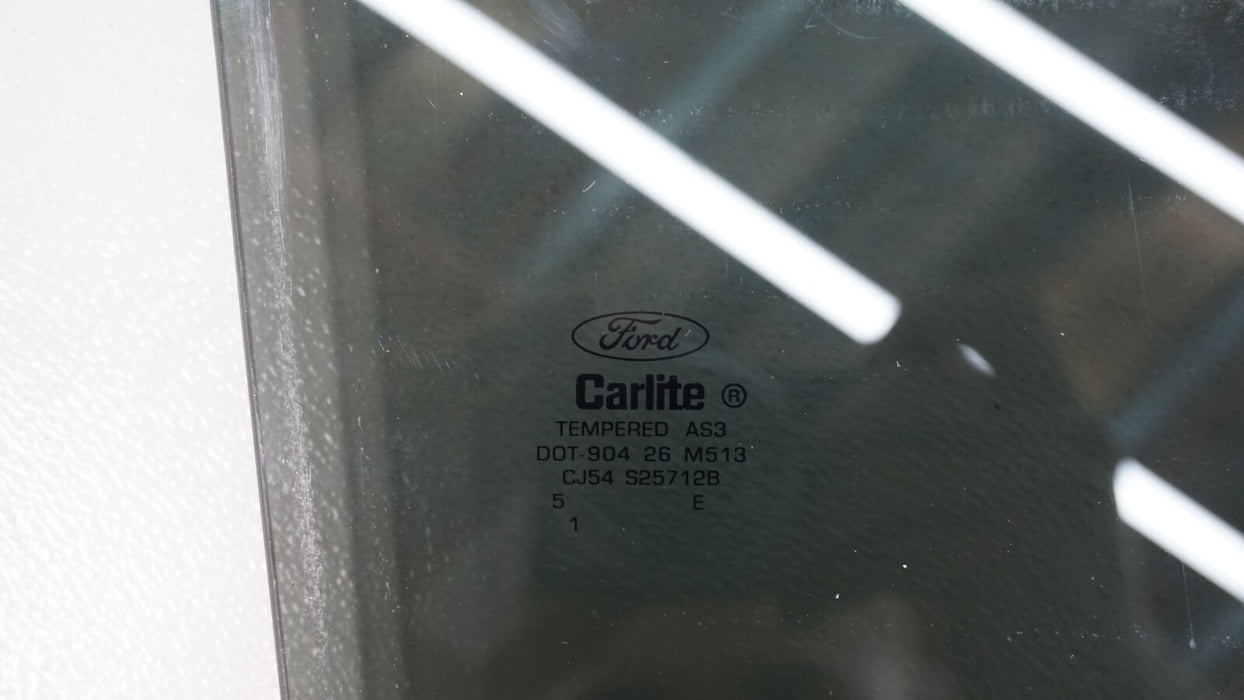 Ford
Carlite ®
TEMPERED AS3
DOT-904 26 M513
CJ54 S25712B
5 E
1